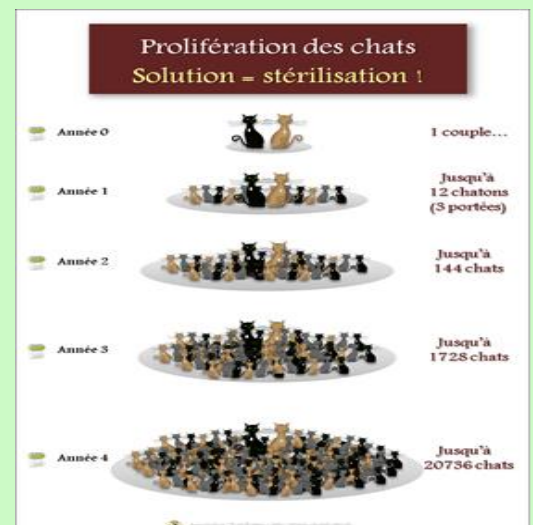 Prolifération des chats
Solution = stérilisation !
Année 0
1 couple...
Année 1
Jusqu'à
12 chatons
(3 portées)
Année 2
Jusqu'à
144 chats
Année 3
Jusqu'à
1728 chats
Année 4
Jusqu'à
20736 chats